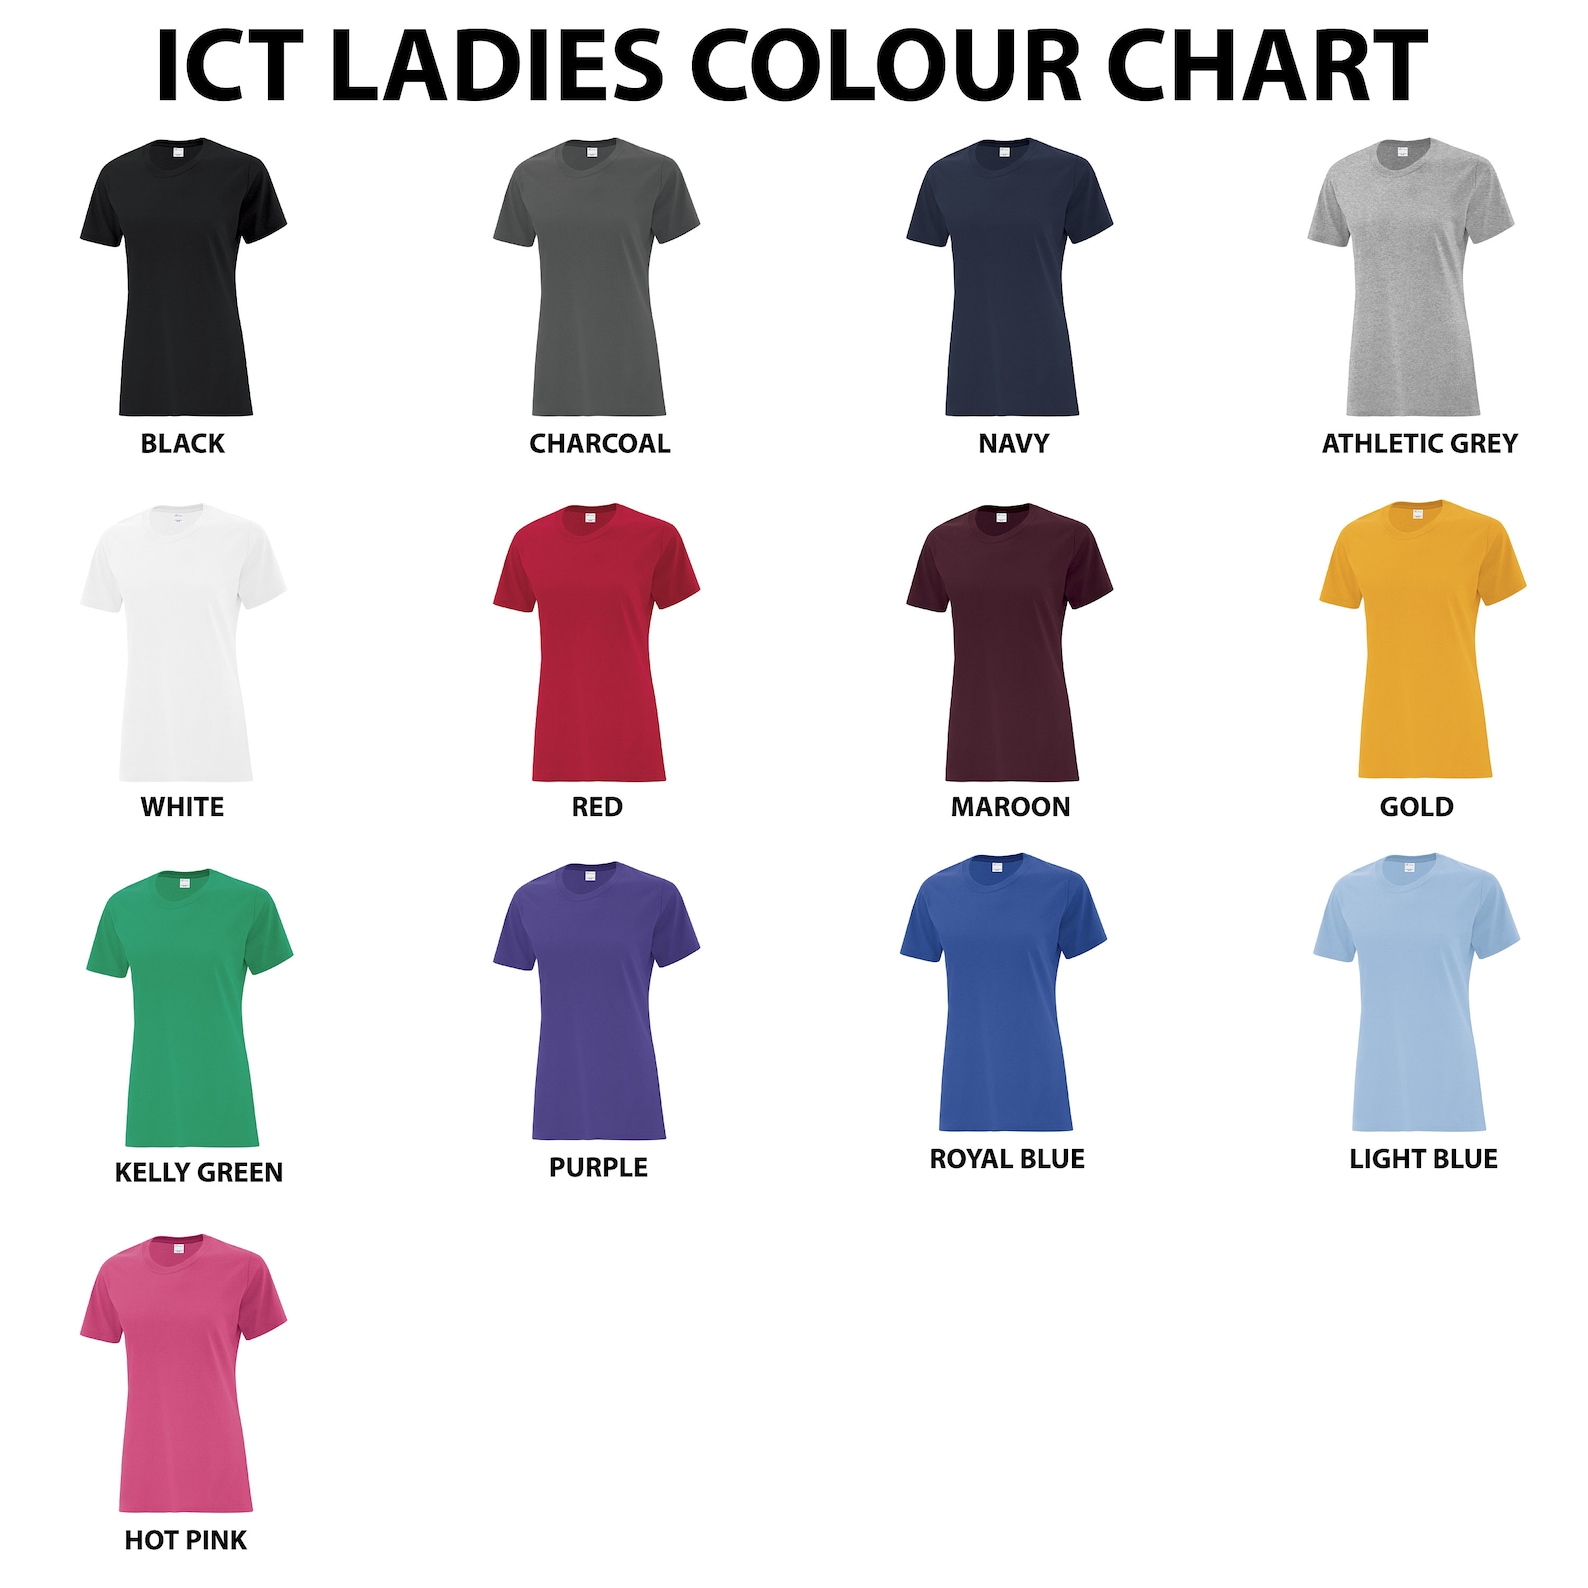 ICT LADIES COLOUR CHART
BLACK
CHARCOAL
NAVY
ATHLETIC GREY
WHITE
RED
MAROON
GOLD
KELLY GREEN
PURPLE
ROYAL BLUE
LIGHT BLUE
HOT PINK